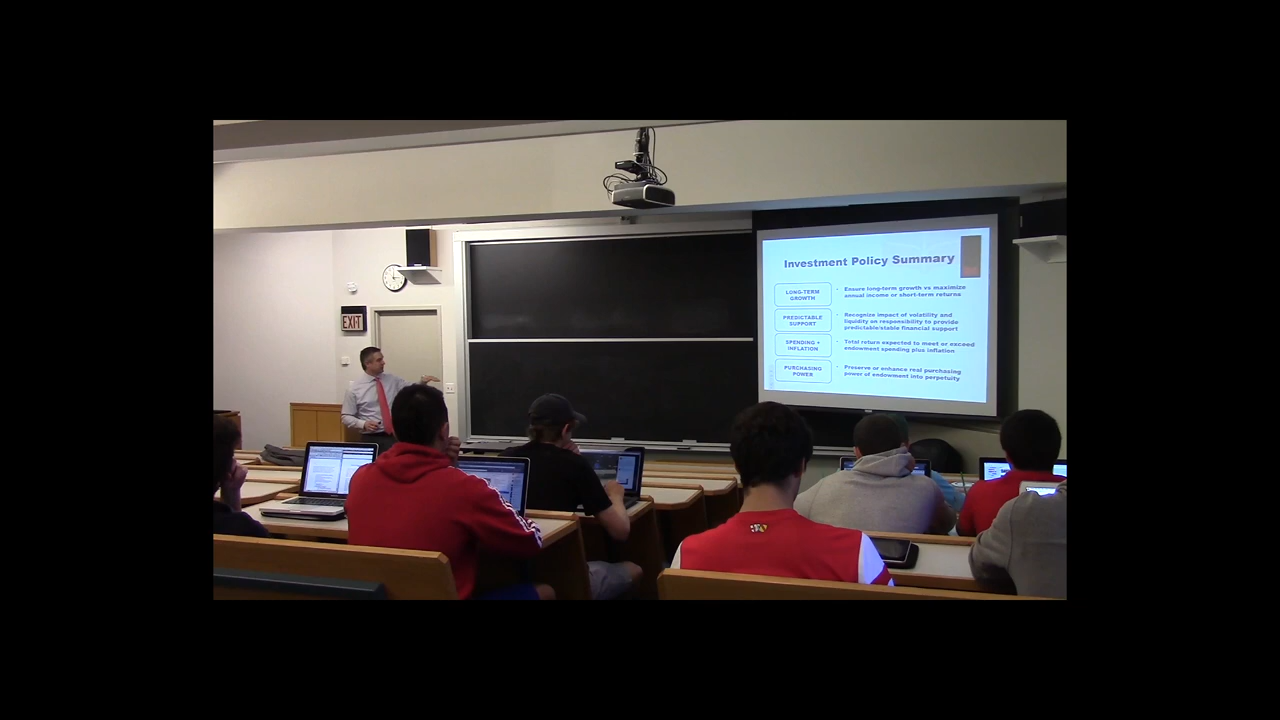 Investment Policy Summary
LONG-TERM
GROWTH
Ensure long-term growth vs maximize
annual income or short-term returns
PREDICTABLE
SUPPORT
Recognize impact of volatility and
liquidity on responsibility to provide
predictable/stable financial support
SPENDING +
INFLATION
Total return expected to meet or exceed
endowment spending plus inflation
PURCHASING
POWER
Preserve or enhance real purchasing
power of endowment into perpetuity
EXIT